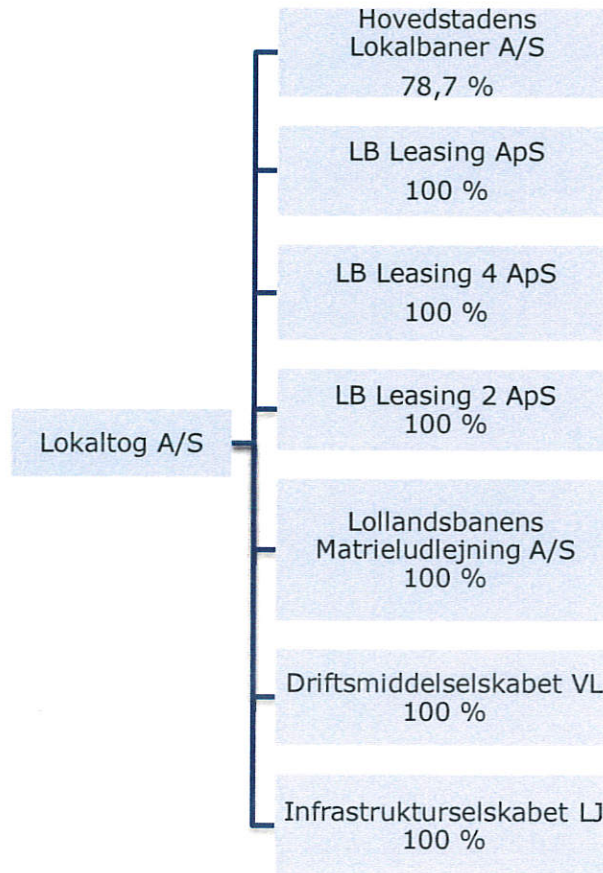 Hovedstadens
Lokalbaner A/S
78,7 %
LB Leasing ApS
100 %
LB Leasing 4 ApS
100 %
LB Leasing 2 ApS
100 %
Lokaltog A/S
Lollandsbanens
Matrieludlejning A/S
100 %
Driftsmiddelselskabet VL
100 %
Infrastrukturselskabet LJ
100 %